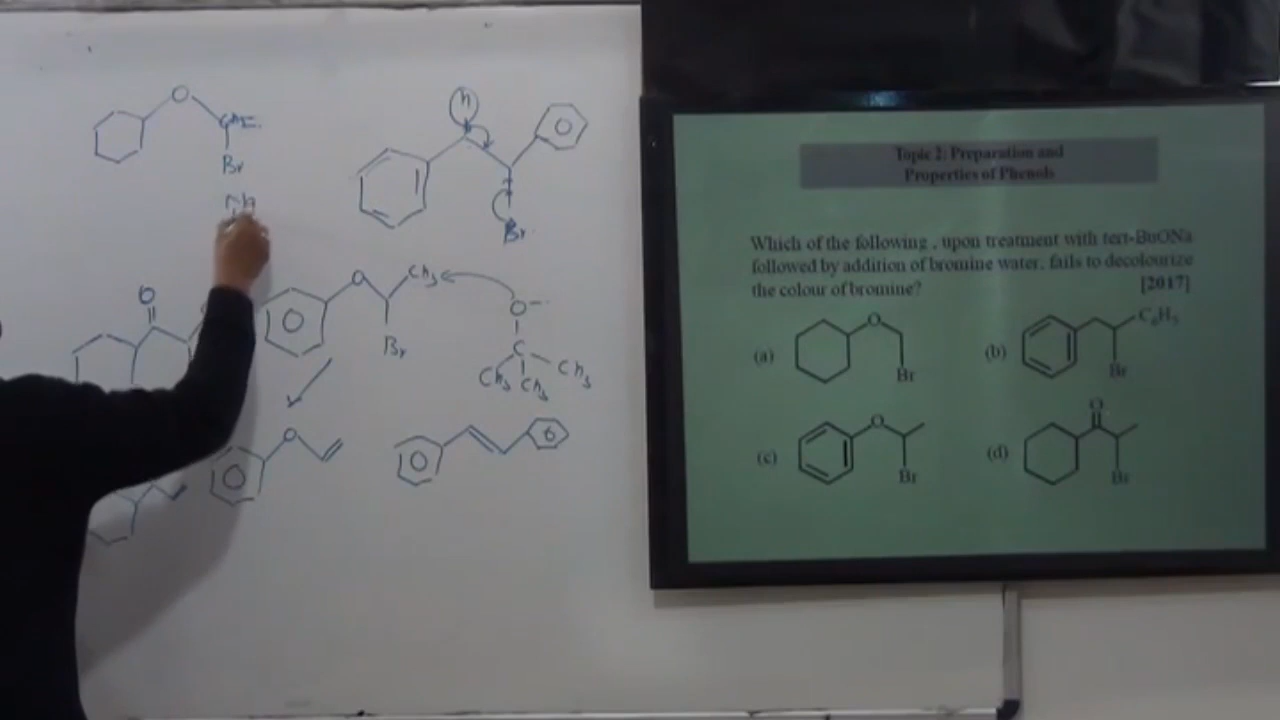 O
Br
H
Br
O
CH3
O-
O
Br
C
CH3
CH3
CH3
O
Topic 2: Preparation and
Properties of Phenols
Which of the following , upon treatment with tert-BuONa
followed by addition of bromine water, fails to decolourize
the colour of bromine?
[2017]
(a)
O
Br
(b)
C6H5
Br
(c)
O
Br
(d)
O
Br